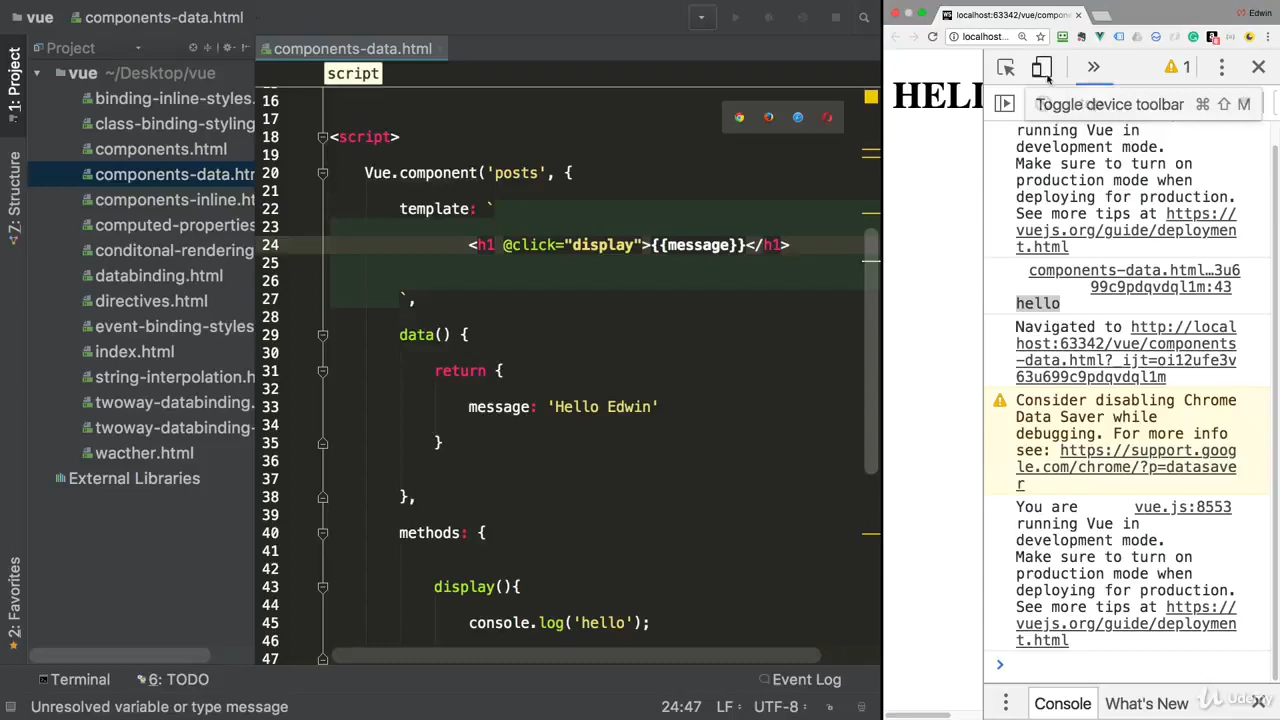 vue
components-data.html
Project
vue ~/Desktop/vue
binding-inline-styles.
class-binding-styling
components.html
components-data.htm
components-inline.h
computed-properties
conditonal-rendering
databinding.html
directives.html
event-binding-styles
index.html
string-interpolation.h
twoway-databinding.
twoway-databinding.
wacther.html
External Libraries
1: Project
7: Structure
2: Favorites
components-data.html
script
16
17
18 <script>
19
20 Vue.component('posts', {
21
22 template: `
23
24 <h1 @click="display">{{message}}</h1>
25
26
27 `,
28
29 data() {
30
31 return {
32
33 message: 'Hello Edwin'
34
35 }
36
37
38 },
39
40 methods: {
41
42
43 display(){
44
45 console.log('hello');
46
47
Terminal
6: TODO
Event Log
Unresolved variable or type message
24:47 LF÷ UTF-8÷
localhost:63342/vue/compon
Edwin
localhost...
HELL
1
Toggle device toolbar ⌘ ⇧ M
running Vue in
development mode.
Make sure to turn on
production mode when
deploying for production.
See more tips at https://
vuejs.org/guide/deploymen
t.html
components-data.html…3u6
99c9pdqvdql1m:43
hello
Navigated to http://local
host:63342/vue/components
-data.html?_ijt=oi12ufe3v
63u699c9pdqvdql1m
Consider disabling Chrome
Data Saver while
debugging. For more info
see: https://support.goog
le.com/chrome/?p=datasave
r
You are vue.js:8553
running Vue in
development mode.
Make sure to turn on
production mode when
deploying for production.
See more tips at https://
vuejs.org/guide/deploymen
t.html
Console
What's New
Udemy